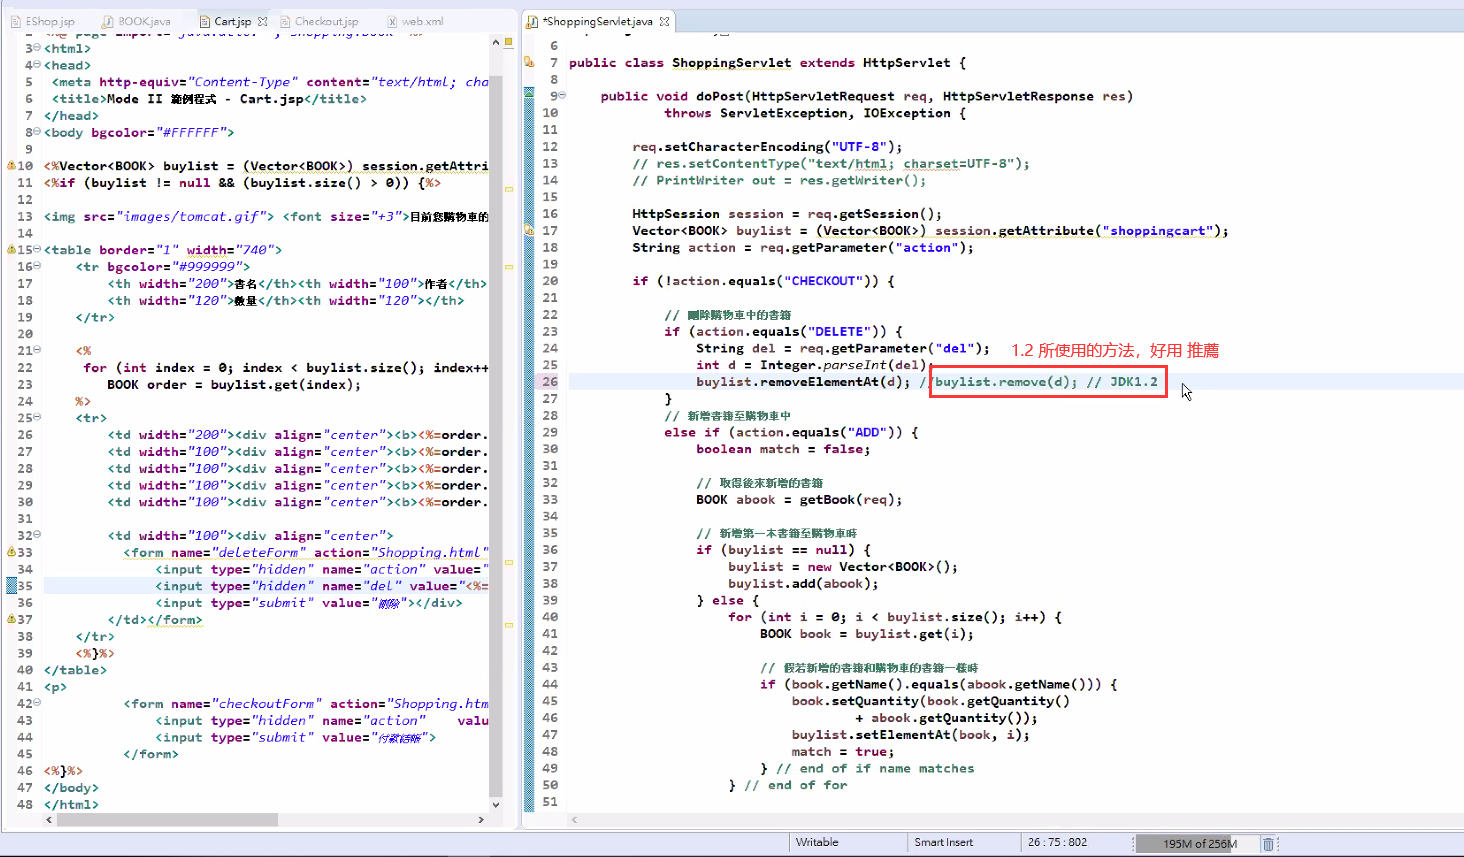 EShop.jsp
BOOK.java
Cart.jsp
Checkout.jsp
web.xml
3 <html>
4 <head>
5 <meta http-equiv="Content-Type" content="text/html; cha
6 <title>Mode II 範例程式 - Cart.jsp</title>
7 </head>
8 <body bgcolor="#FFFFFF">
9
10 <%Vector<BOOK> buylist = (Vector<BOOK>) session.getAttri
11 <%if (buylist != null && (buylist.size() > 0)) {%>
12
13 <img src="images/tomcat.gif"> <font size="+3">目前您購物車的
14
15 <table border="1" width="740">
16 <tr bgcolor="#999999">
17 <th width="200">書名</th><th width="100">作者</th>
18 <th width="120">數量</th><th width="120"></th>
19 </tr>
20
21 <%
22 for (int index = 0; index < buylist.size(); index++
23 BOOK order = buylist.get(index);
24 %>
25 <tr>
26 <td width="200"><div align="center"><b><%=order.
27 <td width="100"><div align="center"><b><%=order.
28 <td width="100"><div align="center"><b><%=order.
29 <td width="100"><div align="center"><b><%=order.
30 <td width="100"><div align="center"><b><%=order.
31
32 <td width="100"><div align="center">
33 <form name="deleteForm" action="Shopping.html"
34 <input type="hidden" name="action" value="
35 <input type="hidden" name="del" value="<%=
36 <input type="submit" value="刪除"></div>
37 </td></form>
38 </tr>
39 <%}%>
40 </table>
41 <p>
42 <form name="checkoutForm" action="Shopping.htm
43 <input type="hidden" name="action" valu
44 <input type="submit" value="付款結帳">
45 </form>
46 <%}%>
47 </body>
48 </html>
*ShoppingServlet.java
6
7 public class ShoppingServlet extends HttpServlet {
8
9 public void doPost(HttpServletRequest req, HttpServletResponse res)
10 throws ServletException, IOException {
11
12 req.setCharacterEncoding("UTF-8");
13 // res.setContentType("text/html; charset=UTF-8");
14 // PrintWriter out = res.getWriter();
15
16 HttpSession session = req.getSession();
17 Vector<BOOK> buylist = (Vector<BOOK>) session.getAttribute("shoppingcart");
18 String action = req.getParameter("action");
19
20 if (!action.equals("CHECKOUT")) {
21
22 // 刪除購物車中的書籍
23 if (action.equals("DELETE")) {
24 String del = req.getParameter("del");
1.2 所使用的方法，好用 推薦
25 int d = Integer.parseInt(del);
26 buylist.removeElementAt(d); //buylist.remove(d); // JDK1.2
27 }
28 // 新增書籍至購物車中
29 else if (action.equals("ADD")) {
30 boolean match = false;
31
32 // 取得後來新增的書籍
33 BOOK abook = getBook(req);
34
35 // 新增第一本書籍至購物車時
36 if (buylist == null) {
37 buylist = new Vector<BOOK>();
38 buylist.add(abook);
39 } else {
40 for (int i = 0; i < buylist.size(); i++) {
41 BOOK book = buylist.get(i);
42
43 // 假若新增的書籍和購物車的書籍一樣時
44 if (book.getName().equals(abook.getName())) {
45 book.setQuantity(book.getQuantity()
46 + abook.getQuantity());
47 buylist.setElementAt(book, i);
48 match = true;
49 } // end of if name matches
50 } // end of for
51
Writable
Smart Insert
26 : 75 : 802
195M of 256M